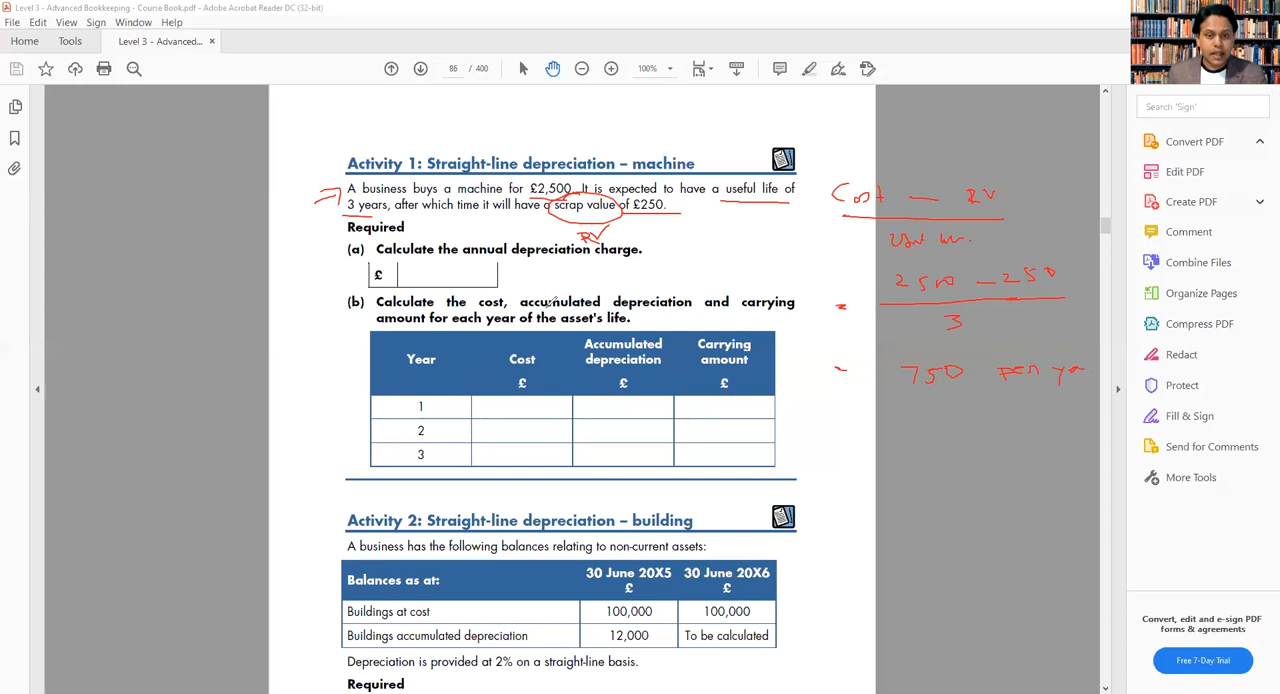 Level 3 - Advanced Bookkeeping - Course Book.pdf - Adobe Acrobat Reader DC (32-bit)
File Edit View Sign Window Help
Home Tools Level 3 - Advanced... ×
86 / 400 100%
Search 'Sign'
Activity 1: Straight-line depreciation – machine
A business buys a machine for £2,500. It is expected to have a useful life of
3 years, after which time it will have a scrap value of £250.
RV
Required
(a) Calculate the annual depreciation charge.
£
(b) Calculate the cost, accumulated depreciation and carrying
amount for each year of the asset's life.
Year Cost Accumulated depreciation Carrying amount
£ £ £
1
2
3
Cost — RV
= 2500 — 250
3
= 750 per year
Activity 2: Straight-line depreciation – building
A business has the following balances relating to non-current assets:
Balances as at: 30 June 20X5 £ 30 June 20X6 £
Buildings at cost 100,000 100,000
Buildings accumulated depreciation 12,000 To be calculated
Depreciation is provided at 2% on a straight-line basis.
Required
Convert PDF
Edit PDF
Create PDF
Comment
Combine Files
Organize Pages
Compress PDF
Redact
Protect
Fill & Sign
Send for Comments
More Tools
Convert, edit and e-sign PDF
forms & agreements
Free 7-Day Trial